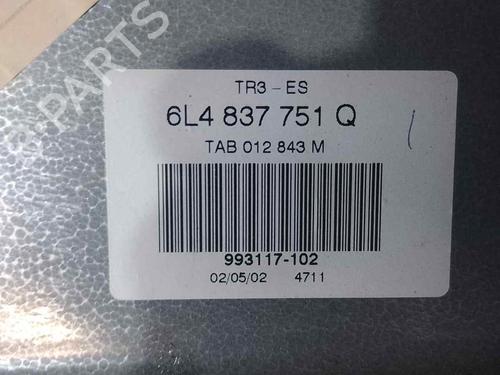 B-PARTS
TR3-ES
6L4 837 751 Q
TAB 012 843 M
993117-102
02/05/02 4711